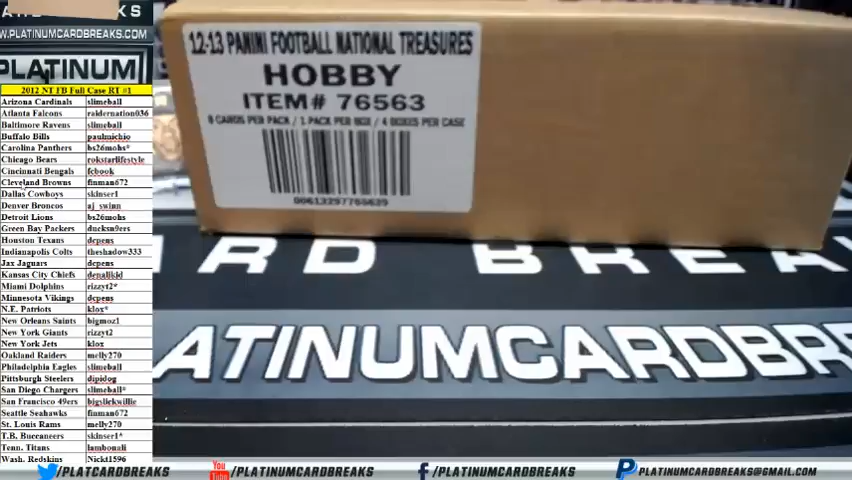 WWW.PLATINUMCARDBREAKS.COM
PLATINUM
2012 NT FB Full Case RT #1
Arizona Cardinals slimeball
Atlanta Falcons raidernation036
Baltimore Ravens slimeball
Buffalo Bills paulmichio
Carolina Panthers bs26mohs*
Chicago Bears rokstarlifestyle
Cincinnati Bengals fcbook
Cleveland Browns finman672
Dallas Cowboys skinser1
Denver Broncos aj_swinn
Detroit Lions bs26mohs
Green Bay Packers ducksn9ers
Houston Texans dcpens
Indianapolis Colts theshadow333
Jax Jaguars dcpens
Kansas City Chiefs denalikid
Miami Dolphins rizzyt2*
Minnesota Vikings dcpens
N.E. Patriots klox*
New Orleans Saints bigmoz1
New York Giants rizzyt2
New York Jets klox
Oakland Raiders melly270
Philadelphia Eagles slimeball
Pittsburgh Steelers dipidog
San Diego Chargers slimeball*
San Francisco 49ers bigslickwillie
Seattle Seahawks finman672
St. Louis Rams melly270
T.B. Buccaneers skinser1*
Tenn. Titans lambonali
Wash. Redskins Nickt1596
12-13 PANINI FOOTBALL NATIONAL TREASURES
HOBBY
ITEM# 76563
8 CARDS PER PACK / 1 PACK PER BOX / 4 BOXES PER CASE
00613297765639
ARD BREA
LATINUMCARDBR
/PLATCARDBREAKS
/PLATINUMCARDBREAKS
/PLATINUMCARDBREAKS
PLATINUMCARDBREAKS@GMAIL.COM